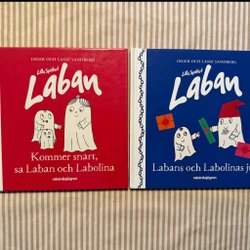 INGER OCH LASSE SANDBERG
Lilla Spöket
Laban
Kommer snart,
sa Laban och Labolina
rabén&sjögren
INGER OCH LASSE SANDBERG
Lilla Spöket
Laban
Labans och Labolinas
rabén&sjögren